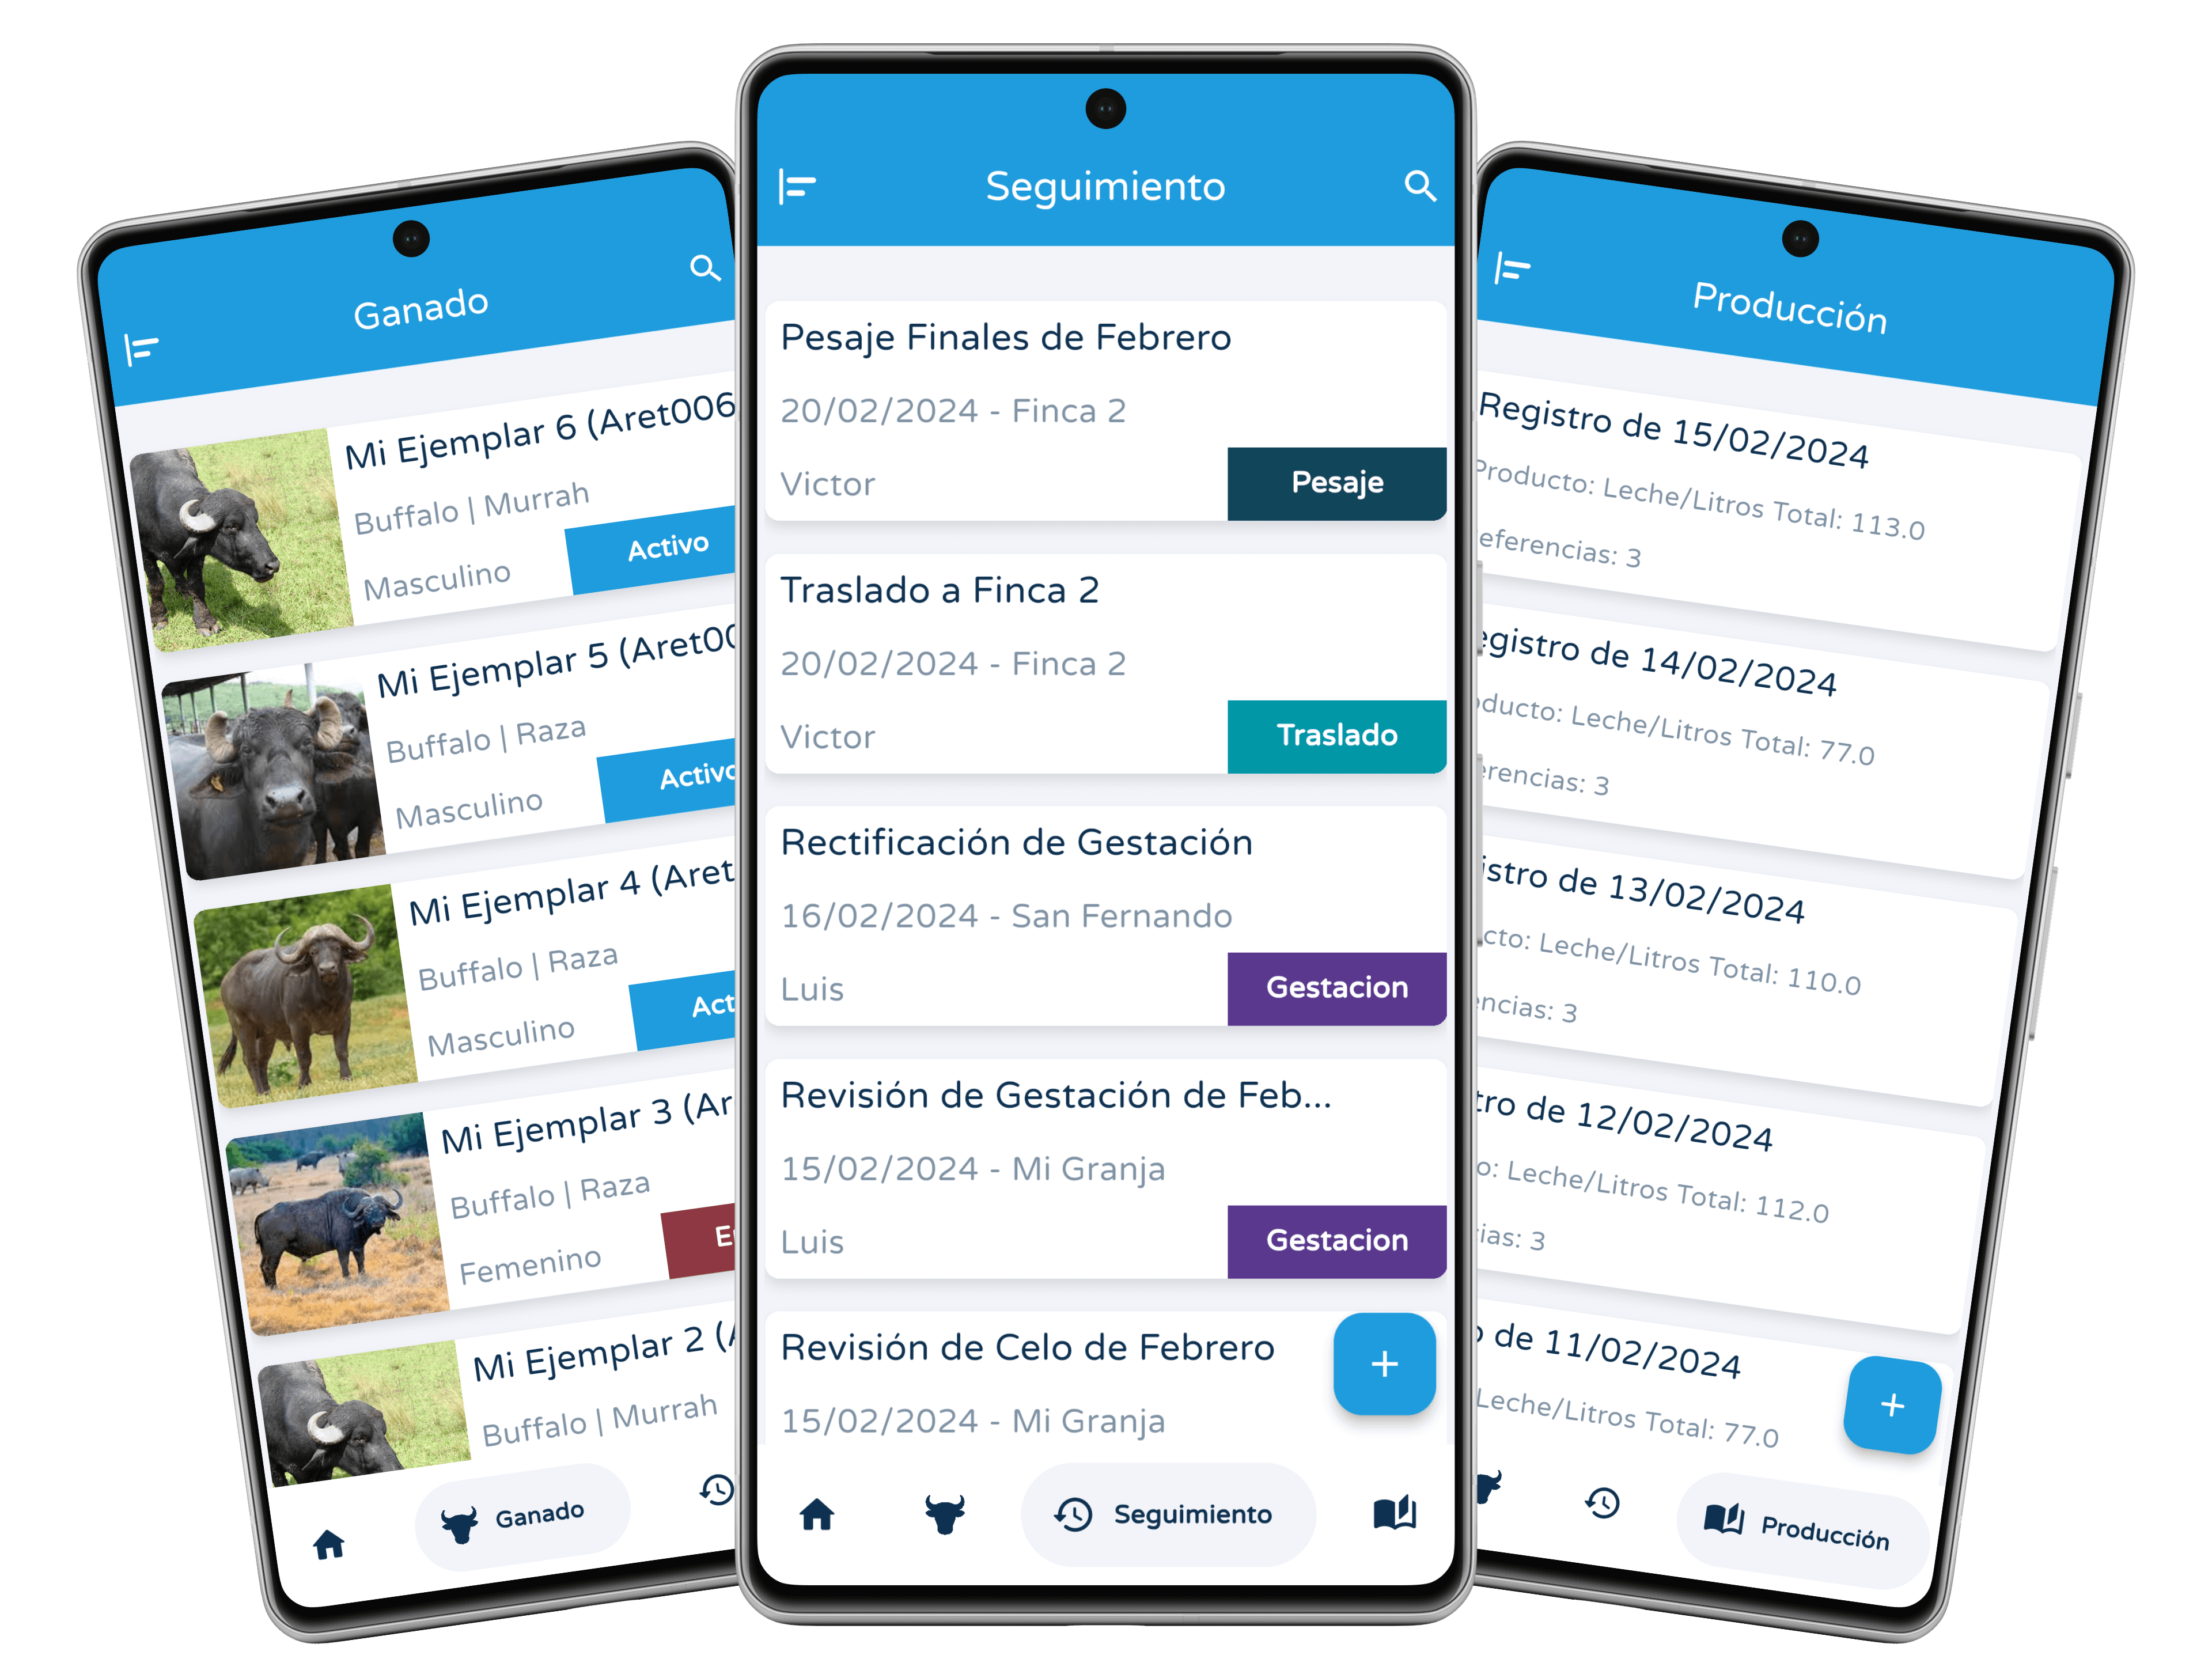 Ganado
Mi Ejemplar 6 (Aret006
Buffalo | Murrah
Masculino
Activo
Mi Ejemplar 5 (Aret00
Buffalo | Raza
Masculino
Activo
Mi Ejemplar 4 (Aret
Buffalo | Raza
Masculino
Act
Mi Ejemplar 3 (Ar
Buffalo | Raza
Femenino
Mi Ejemplar 2 (
Buffalo | Murrah
Ganado
Seguimiento
Pesaje Finales de Febrero
20/02/2024 - Finca 2
Victor
Pesaje
Traslado a Finca 2
20/02/2024 - Finca 2
Victor
Traslado
Rectificación de Gestación
16/02/2024 - San Fernando
Luis
Gestacion
Revisión de Gestación de Feb...
15/02/2024 - Mi Granja
Luis
Gestacion
Revisión de Celo de Febrero
15/02/2024 - Mi Granja
Seguimiento
Producción
Registro de 15/02/2024
Producto: Leche/Litros Total: 113.0
eferencias: 3
egistro de 14/02/2024
ducto: Leche/Litros Total: 77.0
erencias: 3
istro de 13/02/2024
cto: Leche/Litros Total: 110.0
encias: 3
tro de 12/02/2024
o: Leche/Litros Total: 112.0
ias: 3
de 11/02/2024
Leche/Litros Total: 77.0
Producción